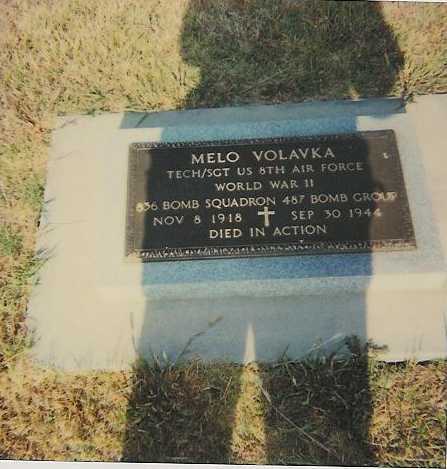 MELO VOLAVKA
TECH/SGT US 8TH AIR FORCE
WORLD WAR II
836 BOMB SQUADRON 487 BOMB GROUP
NOV 8 1918 ✝ SEP 30 1944
DIED IN ACTION